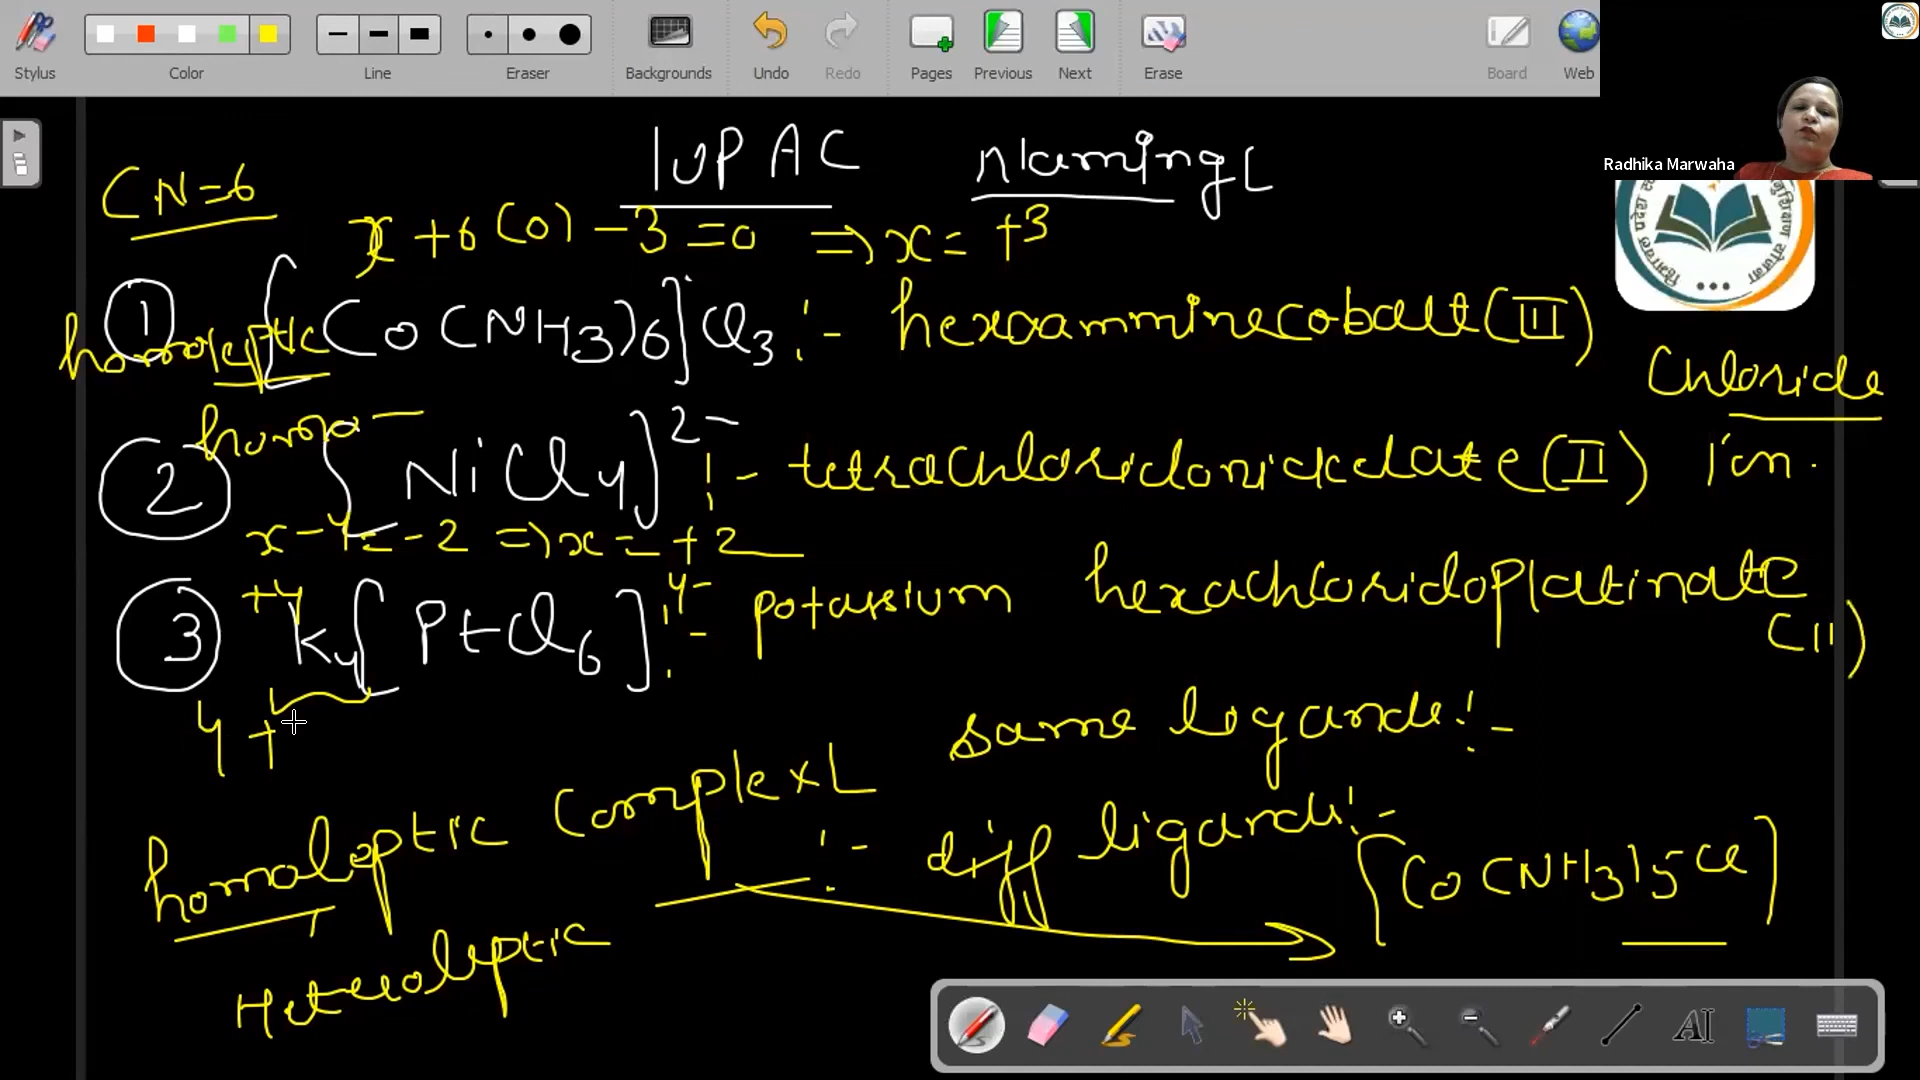 Stylus Color Line Eraser Backgrounds Undo Redo Pages Previous Next Erase Board Web
Radhika Marwaha
IUPAC naming
CN=6
x+6(0)-3=0 ⇒ x= +3
① [Co(NH3)6]Cl3 :- hexaamminecobalt(III)
Chloride
homoleptic
homo—
② [NiCl4]2- :- tetrachloridonickelate(II) ion.
x-4=-2 ⇒ x=+2
+4 4-
③ K4[PtCl6] :- potassium hexachloridoplatinate
(II)
4+
same ligands:-
homoleptic complex
:- diff ligands:-
[Co(NH3)5Cl]
Heteroleptic